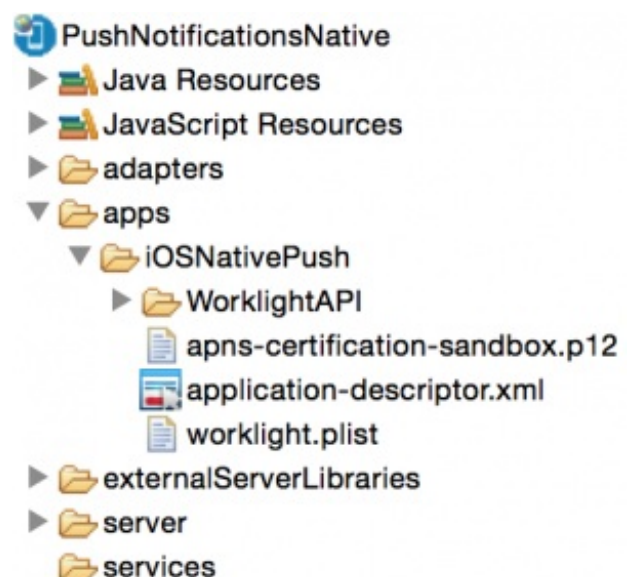 PushNotificationsNative
Java Resources
JavaScript Resources
adapters
apps
iOSNativePush
WorklightAPI
apns-certification-sandbox.p12
application-descriptor.xml
worklight.plist
externalServerLibraries
server
services